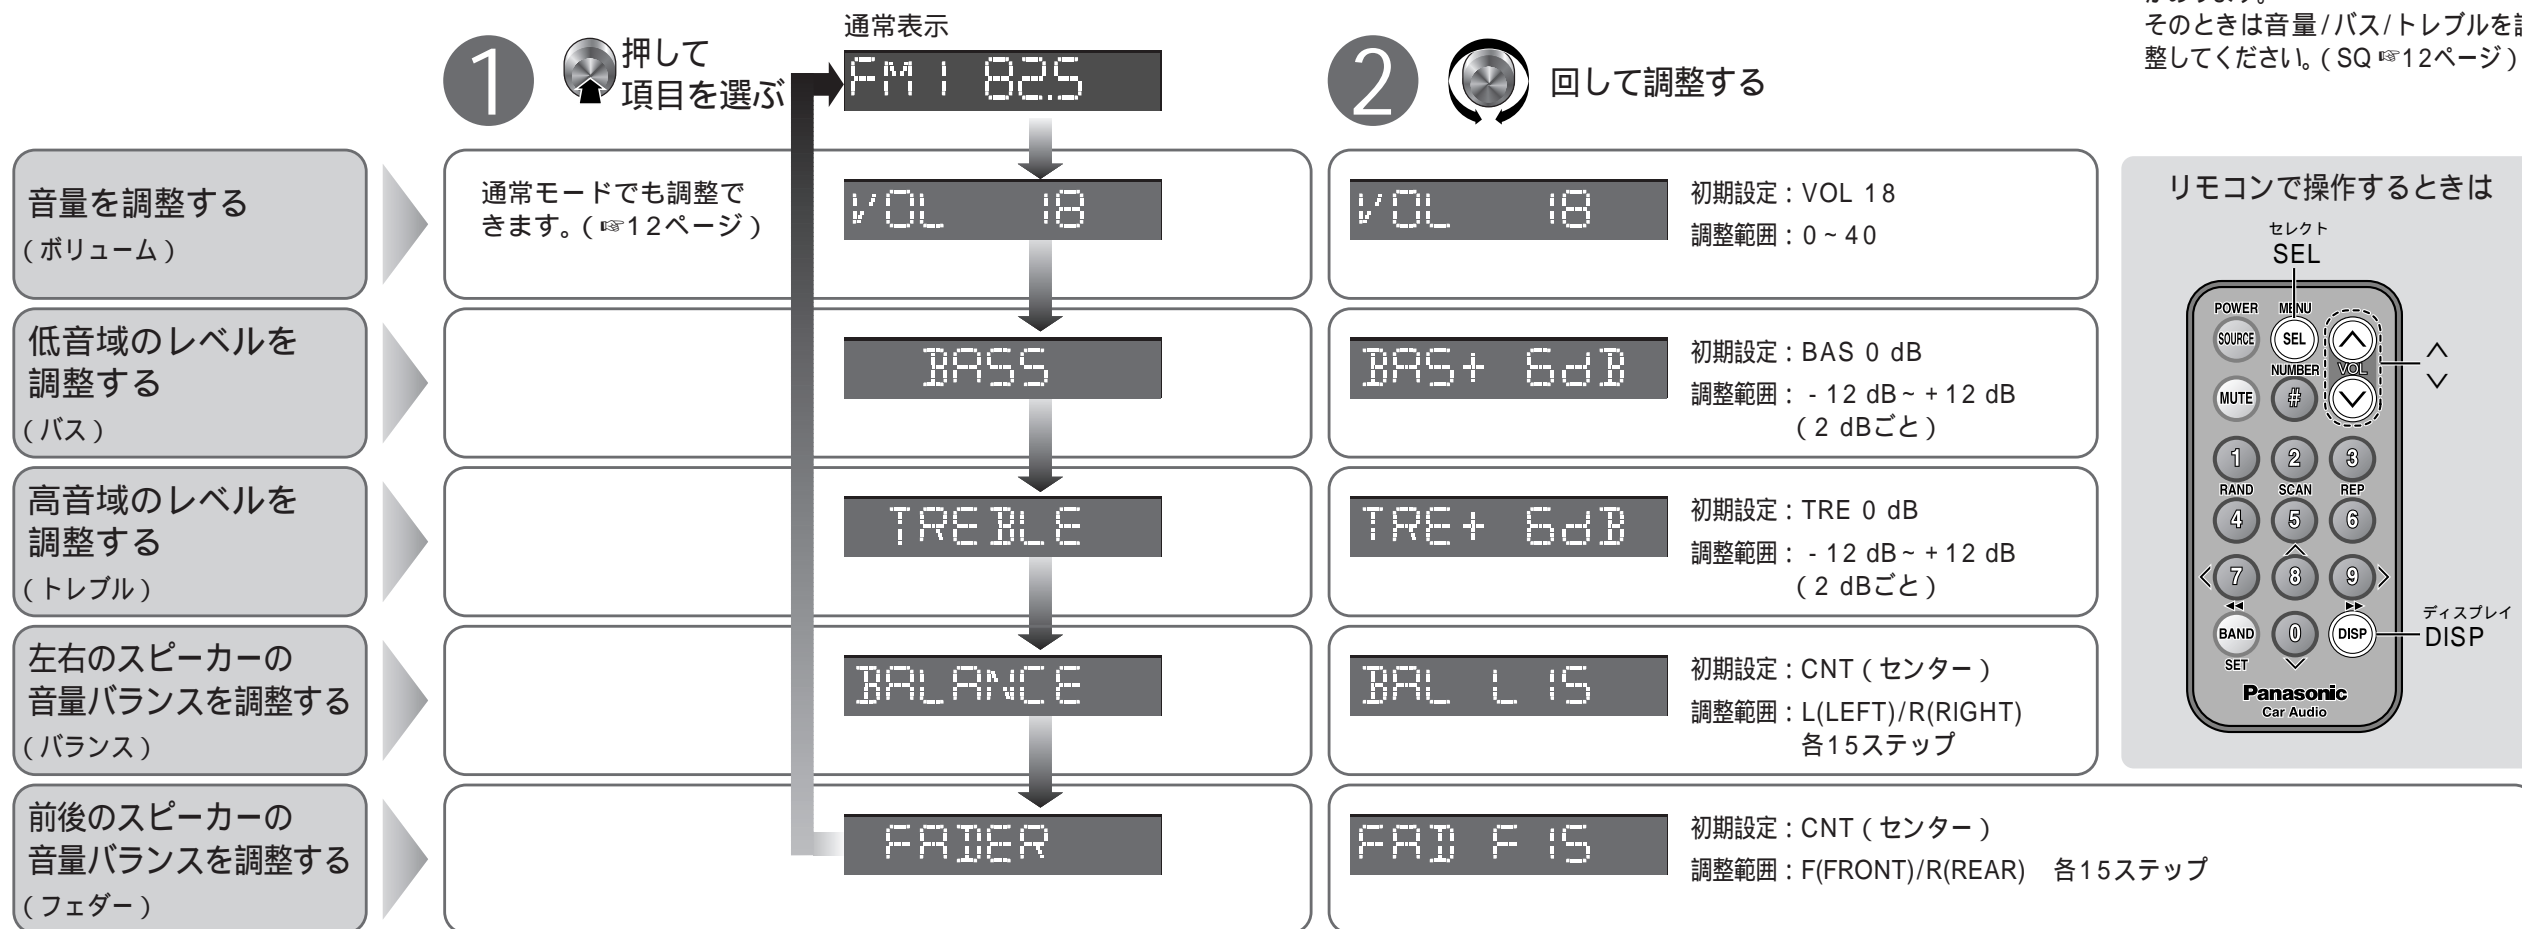 通常表示
1 押して
項目を選ぶ
FM1 82.5
2 回して調整する
そのときは音量/バス/トレブルを
整してください。( SQ ☞12ページ )
音量を調整する
( ボリューム )
通常モードでも調整で
きます。( ☞12ページ )
VOL 18
VOL 18
初期設定 : VOL 18
調整範囲 : 0 ~ 40
低音域のレベルを
調整する
( バス )
BASS
BAS+ 6dB
初期設定 : BAS 0 dB
調整範囲 : - 12 dB ~ + 12 dB
( 2 dBごと )
高音域のレベルを
調整する
( トレブル )
TREBLE
TRE+ 6dB
初期設定 : TRE 0 dB
調整範囲 : - 12 dB ~ + 12 dB
( 2 dBごと )
左右のスピーカーの
音量バランスを調整する
( バランス )
BALANCE
BAL L 15
初期設定 : CNT ( センター )
調整範囲 : L(LEFT)/R(RIGHT)
各15ステップ
前後のスピーカーの
音量バランスを調整する
( フェダー )
FADER
FAD F 15
初期設定 : CNT ( センター )
調整範囲 : F(FRONT)/R(REAR) 各15ステップ
リモコンで操作するときは
セレクト
SEL
POWER MENU
SOURCE SEL
NUMBER VOL
MUTE #
1 2 3
RAND SCAN REP
4 5 6
7 8 9
BAND 0 DISP
SET
ディスプレイ
DISP
Panasonic
Car Audio